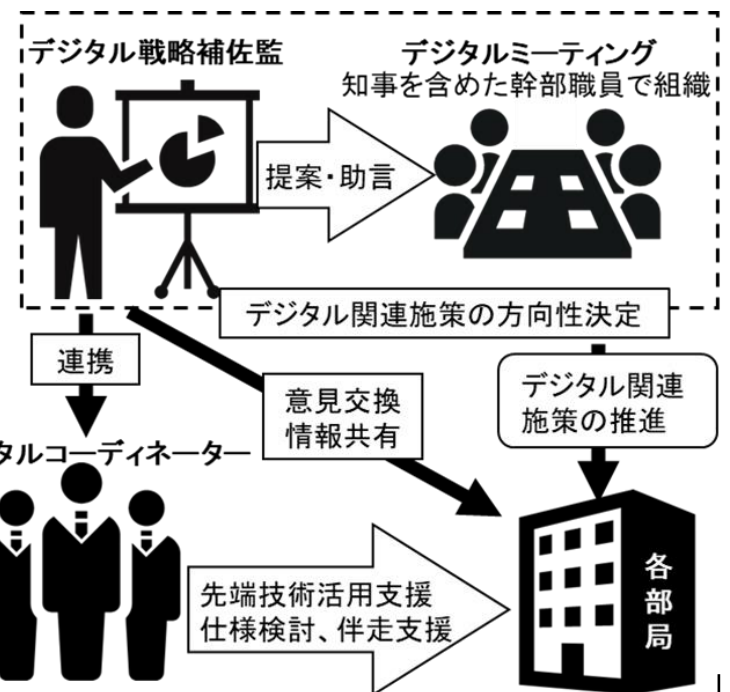 デジタル戦略補佐監
デジタルミーティング
知事を含めた幹部職員で組織
提案・助言
デジタル関連施策の方向性決定
連携
意見交換
情報共有
デジタル関連
施策の推進
タルコーディネーター
先端技術活用支援
仕様検討、伴走支援
各
部
局